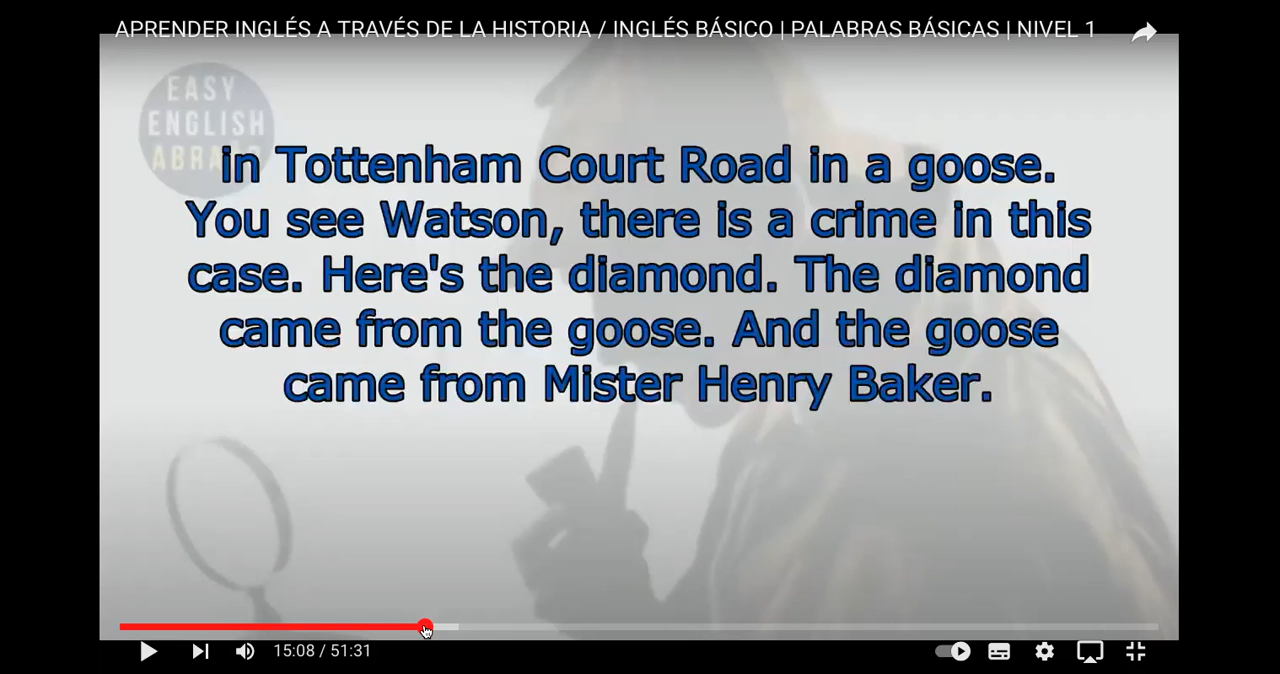 APRENDER INGLÉS A TRAVÉS DE LA HISTORIA / INGLÉS BÁSICO | PALABRAS BÁSICAS | NIVEL 1
EASY
ENGLISH
in Tottenham Court Road in a goose.
You see Watson, there is a crime in this
case. Here's the diamond. The diamond
came from the goose. And the goose
came from Mister Henry Baker.
15:08 / 51:31